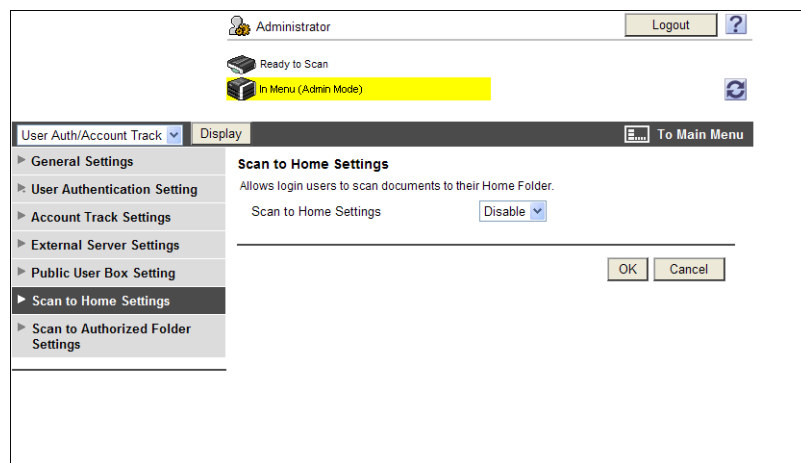 Administrator
Logout
?
Ready to Scan
In Menu (Admin Mode)
User Auth/Account Track
Display
To Main Menu
General Settings
User Authentication Setting
Account Track Settings
External Server Settings
Public User Box Setting
Scan to Home Settings
Scan to Authorized Folder
Settings
Scan to Home Settings
Allows login users to scan documents to their Home Folder.
Scan to Home Settings
Disable
OK
Cancel